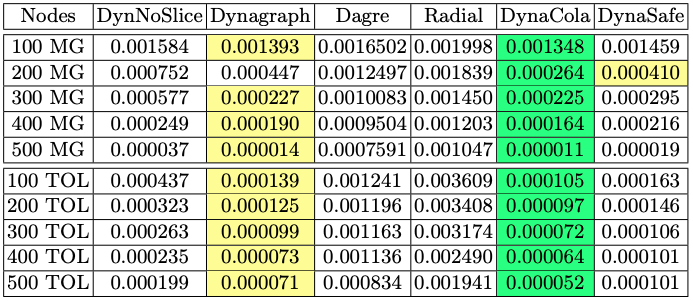 Nodes DynNoSlice Dynagraph Dagre Radial DynaCola DynaSafe
100 MG 0.001584 0.001393 0.0016502 0.001998 0.001348 0.001459
200 MG 0.000752 0.000447 0.0012497 0.001839 0.000264 0.000410
300 MG 0.000577 0.000227 0.0010083 0.001450 0.000225 0.000295
400 MG 0.000249 0.000190 0.0009504 0.001203 0.000164 0.000216
500 MG 0.000037 0.000014 0.0007591 0.001047 0.000011 0.000019
100 TOL 0.000437 0.000139 0.001241 0.003609 0.000105 0.000163
200 TOL 0.000323 0.000125 0.001196 0.003408 0.000097 0.000146
300 TOL 0.000263 0.000099 0.001163 0.003174 0.000072 0.000106
400 TOL 0.000235 0.000073 0.001136 0.002490 0.000064 0.000101
500 TOL 0.000199 0.000071 0.000834 0.001941 0.000052 0.000101